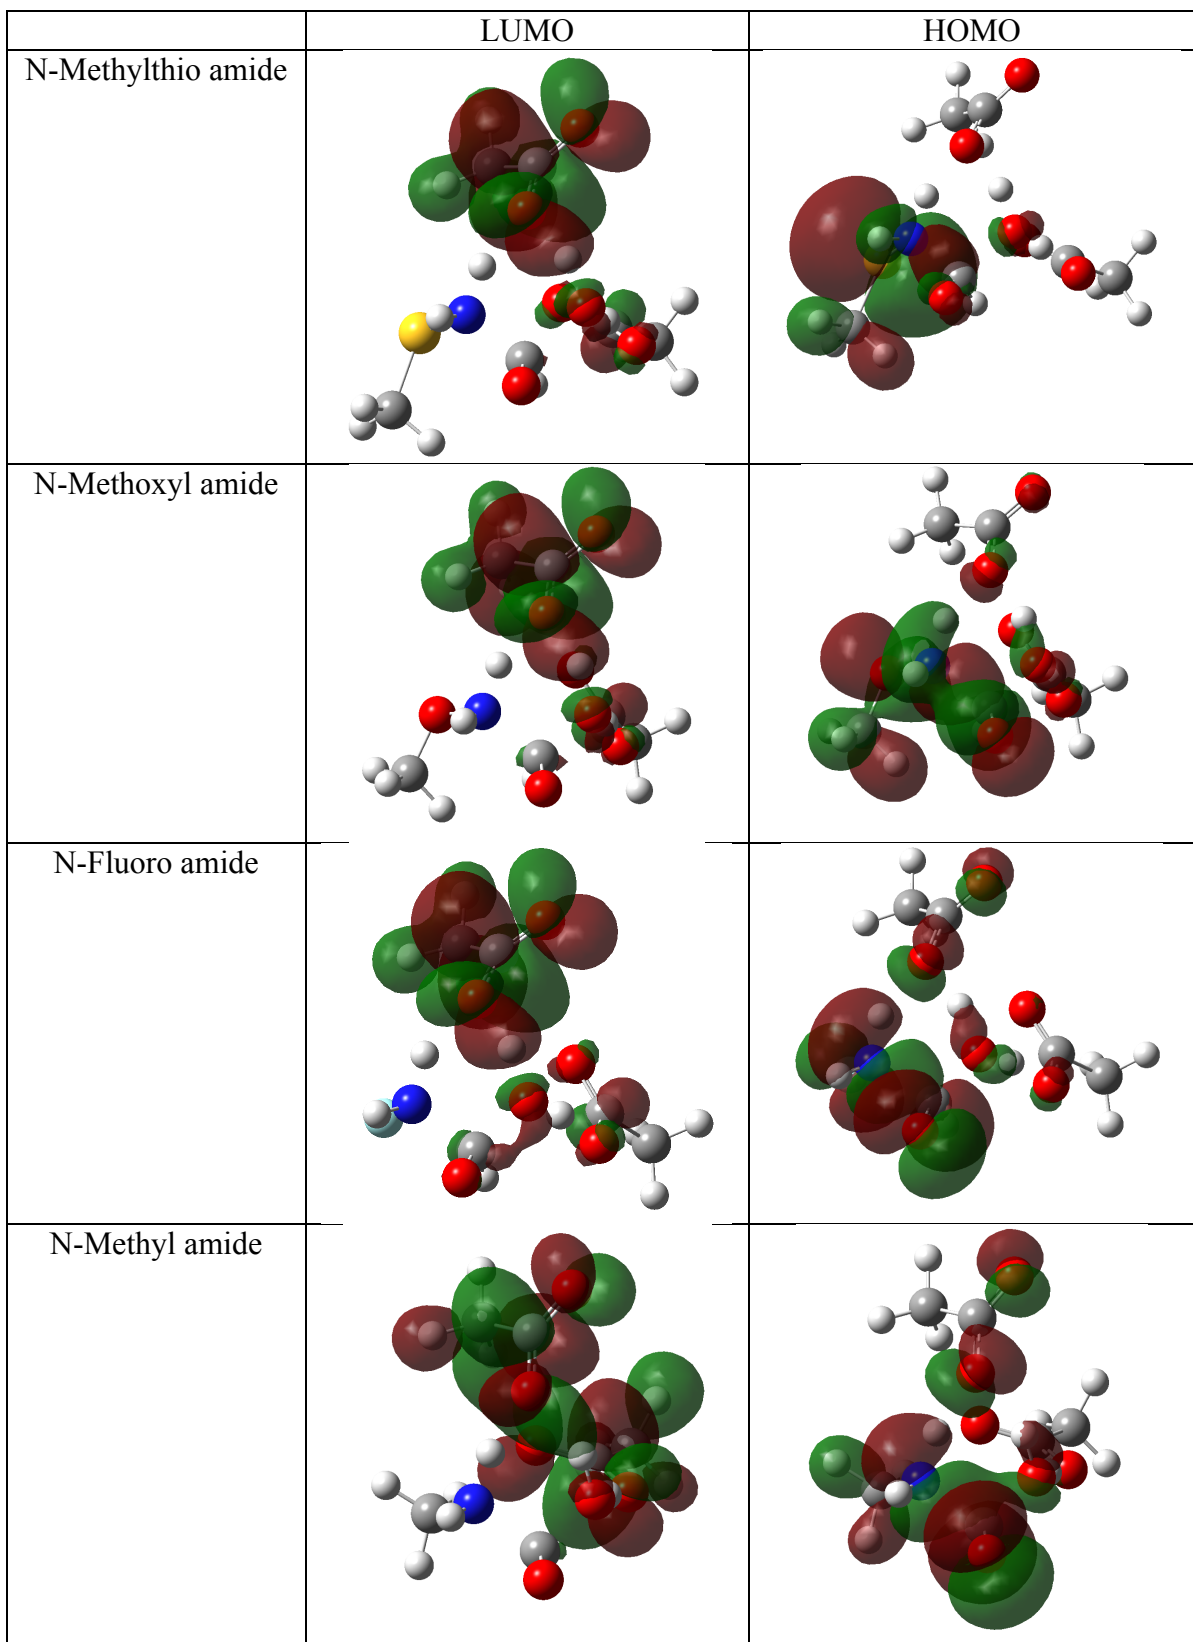 LUMO HOMO
N-Methylthio amide
N-Methoxyl amide
N-Fluoro amide
N-Methyl amide